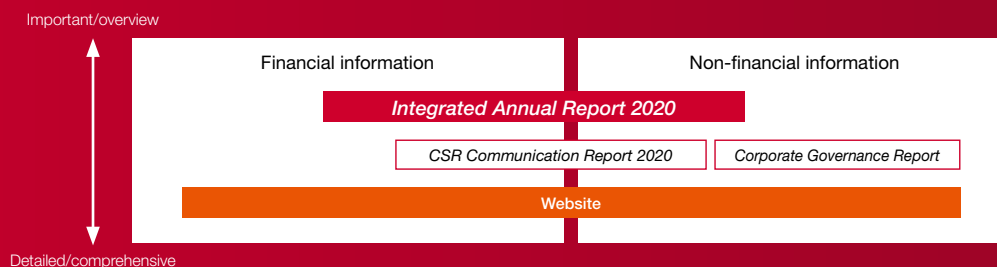 Important/overview
Financial information
Non-financial information
Integrated Annual Report 2020
CSR Communication Report 2020
Corporate Governance Report
Website
Detailed/comprehensive